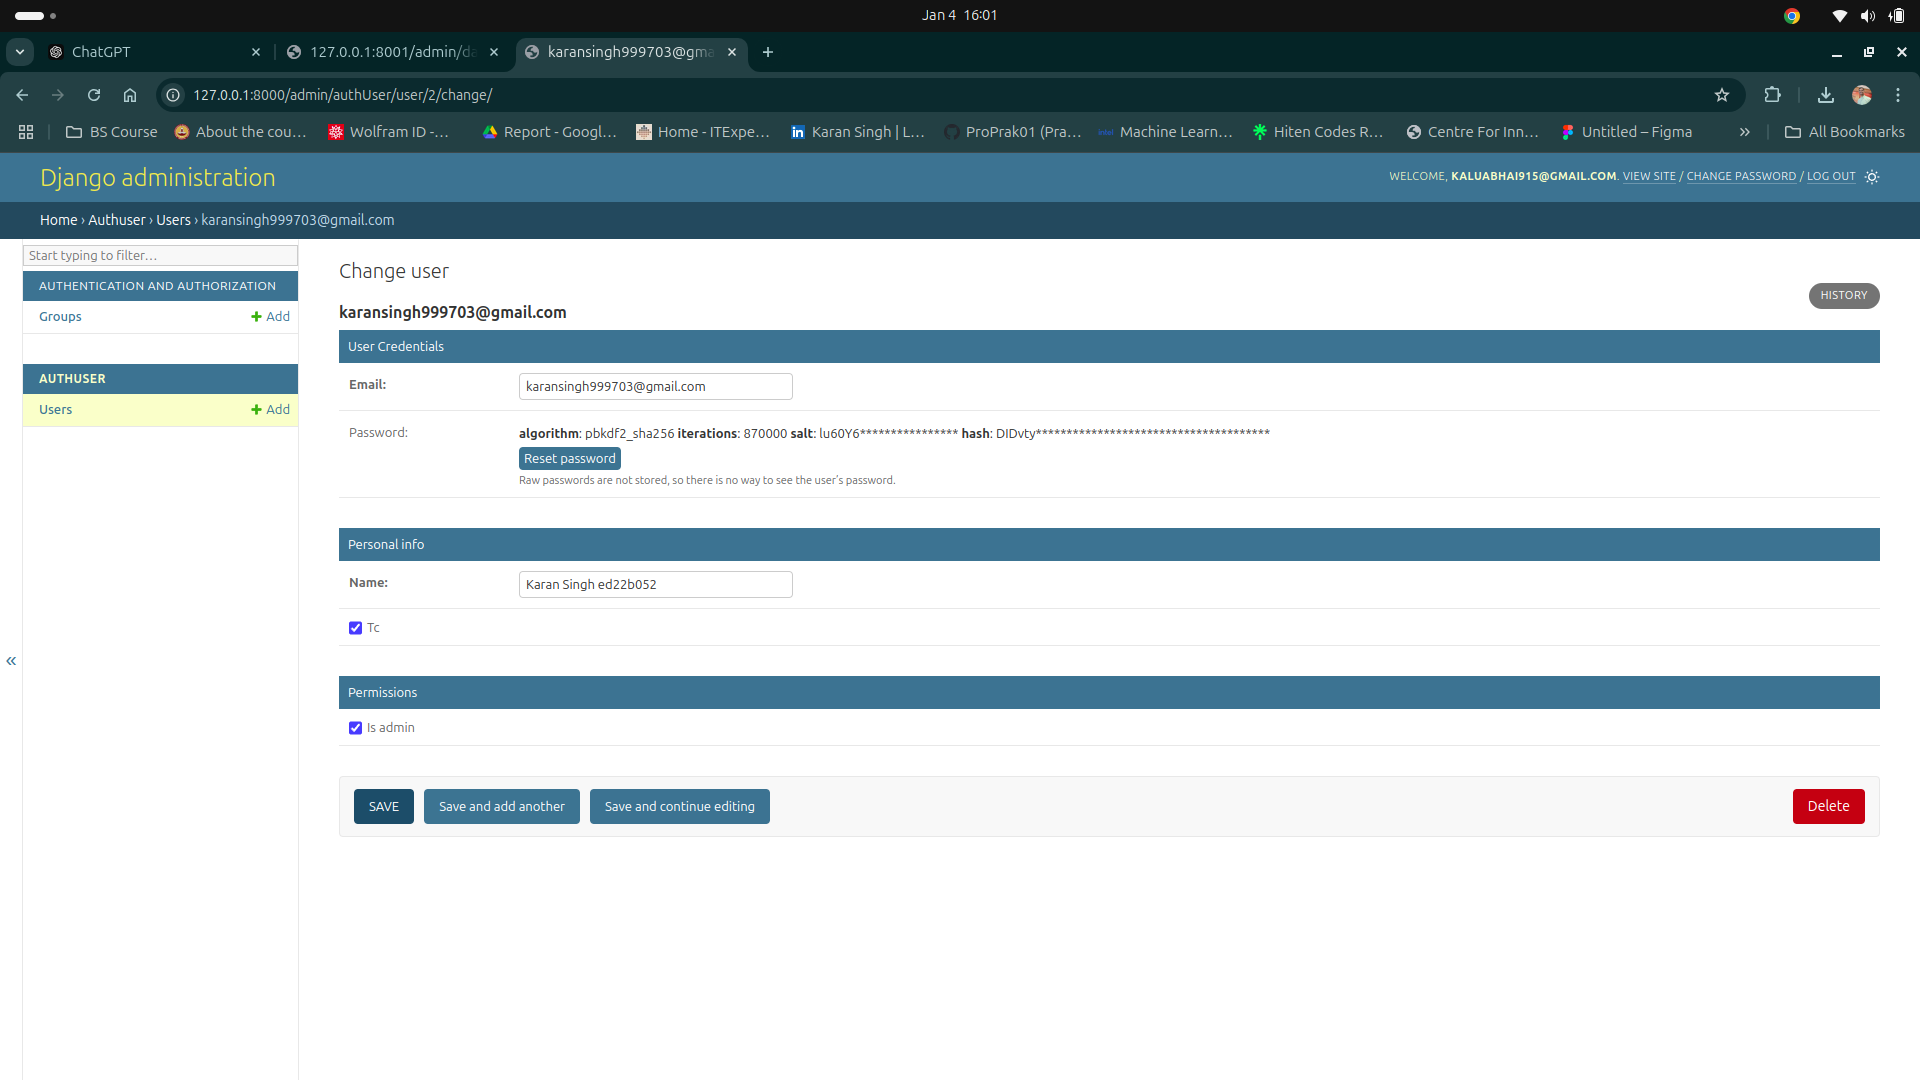 Jan 4 16:01
ChatGPT
127.0.0.1:8001/admin/da
karansingh999703@gma
127.0.0.1:8000/admin/authUser/user/2/change/
BS Course
About the cou...
Wolfram ID -...
Report - Googl...
Home - ITExpe...
Karan Singh | L...
ProPrak01 (Pra...
intel
Machine Learn...
Hiten Codes R...
Centre For Inn...
Untitled – Figma
»
All Bookmarks
Django administration
WELCOME, KALUABHAI915@GMAIL.COM. VIEW SITE / CHANGE PASSWORD / LOG OUT
Home › Authuser › Users › karansingh999703@gmail.com
Start typing to filter...
AUTHENTICATION AND AUTHORIZATION
Groups + Add
AUTHUSER
Users + Add
«
Change user
HISTORY
karansingh999703@gmail.com
User Credentials
Email: karansingh999703@gmail.com
Password: algorithm: pbkdf2_sha256 iterations: 870000 salt: lu60Y6**************** hash: DIDvty**************************************
Reset password
Raw passwords are not stored, so there is no way to see the user's password.
Personal info
Name: Karan Singh ed22b052
Tc
Permissions
Is admin
SAVE
Save and add another
Save and continue editing
Delete